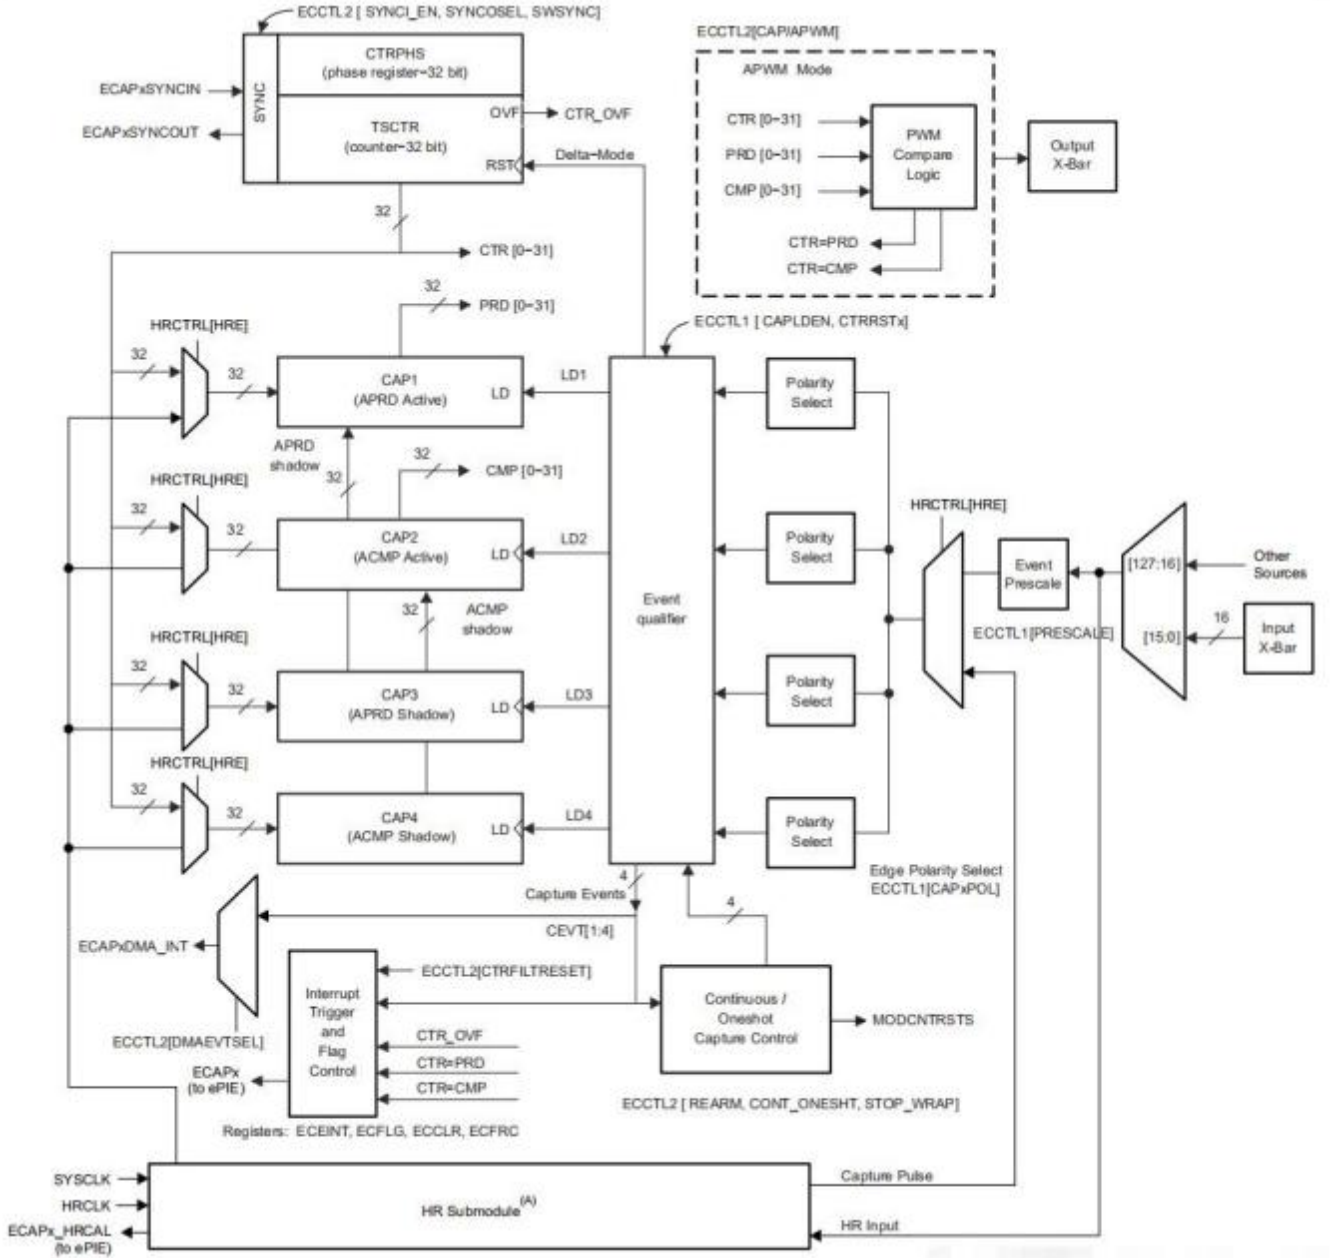 ECCTL2 [ SYNCI_EN, SYNCOSEL, SWSYNC]
ECCTL2[CAP/APWM]
CTRPHS
(phase register−32 bit)
SYNC
ECAPxSYNCIN
ECAPxSYNCOUT
TSCTR
(counter−32 bit)
OVF
CTR_OVF
RST
Delta−Mode
APWM Mode
CTR [0−31]
PRD [0−31]
CMP [0−31]
PWM
Compare
Logic
CTR=PRD
CTR=CMP
Output
X-Bar
32
CTR [0−31]
32
PRD [0−31]
ECCTL1 [ CAPLDEN, CTRRSTx]
HRCTRL[HRE]
32
32
CAP1
(APRD Active)
LD
LD1
Polarity
Select
APRD
shadow
32
32
CMP [0−31]
HRCTRL[HRE]
32
32
CAP2
(ACMP Active)
LD
LD2
Polarity
Select
32
ACMP
shadow
Event
qualifier
HRCTRL[HRE]
Event
Prescale
ECCTL1[PRESCALE]
[127:16]
[15:0]
Other
Sources
16
Input
X-Bar
HRCTRL[HRE]
32
32
CAP3
(APRD Shadow)
LD
LD3
Polarity
Select
HRCTRL[HRE]
32
32
CAP4
(ACMP Shadow)
LD
LD4
Polarity
Select
Edge Polarity Select
ECCTL1[CAPxPOL]
4
Capture Events
CEVT[1:4]
4
ECAPxDMA_INT
ECCTL2[DMAEVTSEL]
Interrupt
Trigger
and
Flag
Control
ECCTL2[CTRFILTRESET]
CTR_OVF
CTR=PRD
CTR=CMP
ECAPx
(to ePIE)
Continuous /
Oneshot
Capture Control
MODCNTRSTS
ECCTL2 [ REARM, CONT_ONESHT, STOP_WRAP]
Registers: ECEINT, ECFLG, ECCLR, ECFRC
SYSCLK
HRCLK
ECAPx_HRCAL
(to ePIE)
HR Submodule(A)
Capture Pulse
HR Input